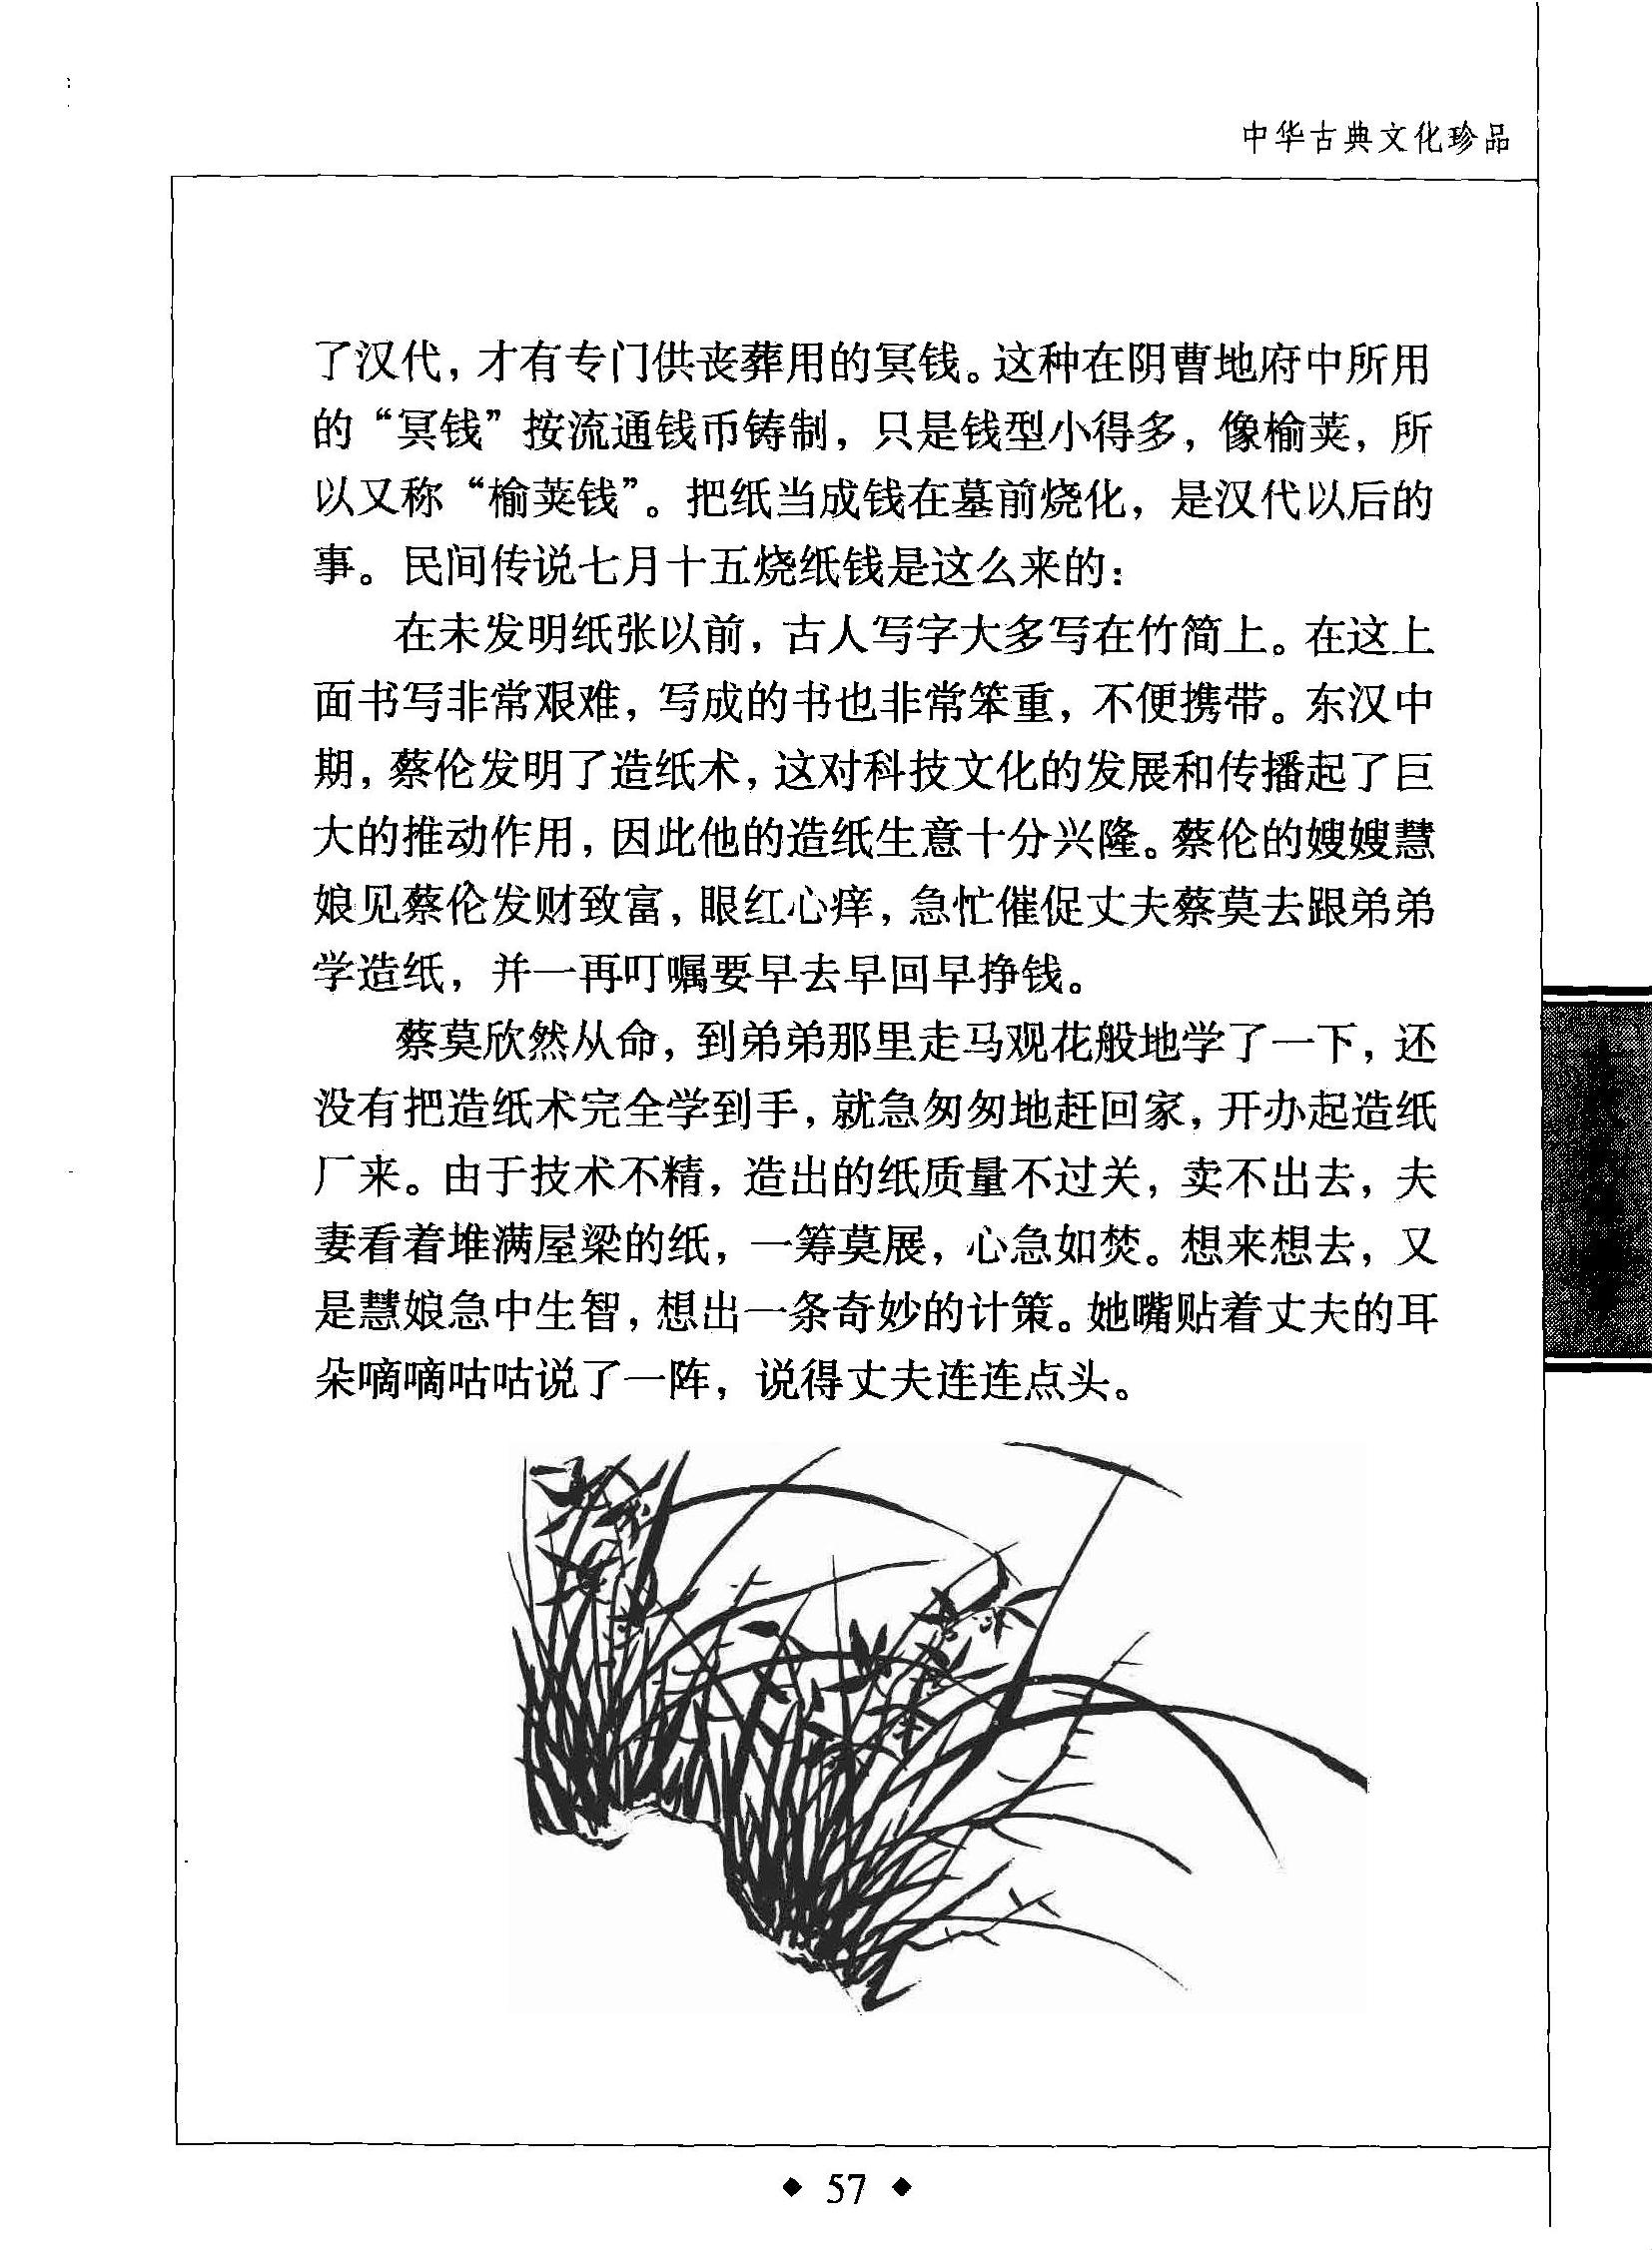 中华古典文化珍品
了汉代，才有专门供丧葬用的冥钱。这种在阴曹地府中所用
的“冥钱”按流通钱币铸制，只是钱型小得多，像榆荚，所
以又称“榆荚钱”。把纸当成钱在墓前烧化，是汉代以后的
事。民间传说七月十五烧纸钱是这么来的：
在未发明纸张以前，古人写字大多写在竹简上。在这上
面书写非常艰难，写成的书也非常笨重，不便携带。东汉中
期，蔡伦发明了造纸术，这对科技文化的发展和传播起了巨
大的推动作用，因此他的造纸生意十分兴隆。蔡伦的嫂嫂慧
娘见蔡伦发财致富，眼红心痒，急忙催促丈夫蔡莫去跟弟弟
学造纸，并一再叮嘱要早去早回早挣钱。
蔡莫欣然从命，到弟弟那里走马观花般地学了一下，还
没有把造纸术完全学到手，就急匆匆地赶回家，开办起造纸
厂来。由于技术不精，造出的纸质量不过关，卖不出去，夫
妻看着堆满屋梁的纸，一筹莫展，心急如焚。想来想去，又
是慧娘急中生智，想出一条奇妙的计策。她嘴贴着丈夫的耳
朵嘀嘀咕咕说了一阵，说得丈夫连连点头。
◆ 57 ◆